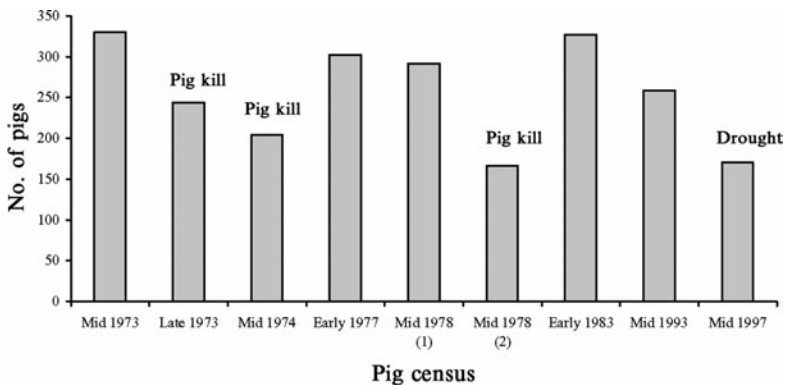 350
300
250
200
150
100
50
0
No. of pigs
Pig kill
Pig kill
Pig kill
Drought
Mid 1973 Late 1973 Mid 1974 Early 1977 Mid 1978 Mid 1978 Early 1983 Mid 1993 Mid 1997
(1) (2)
Pig census